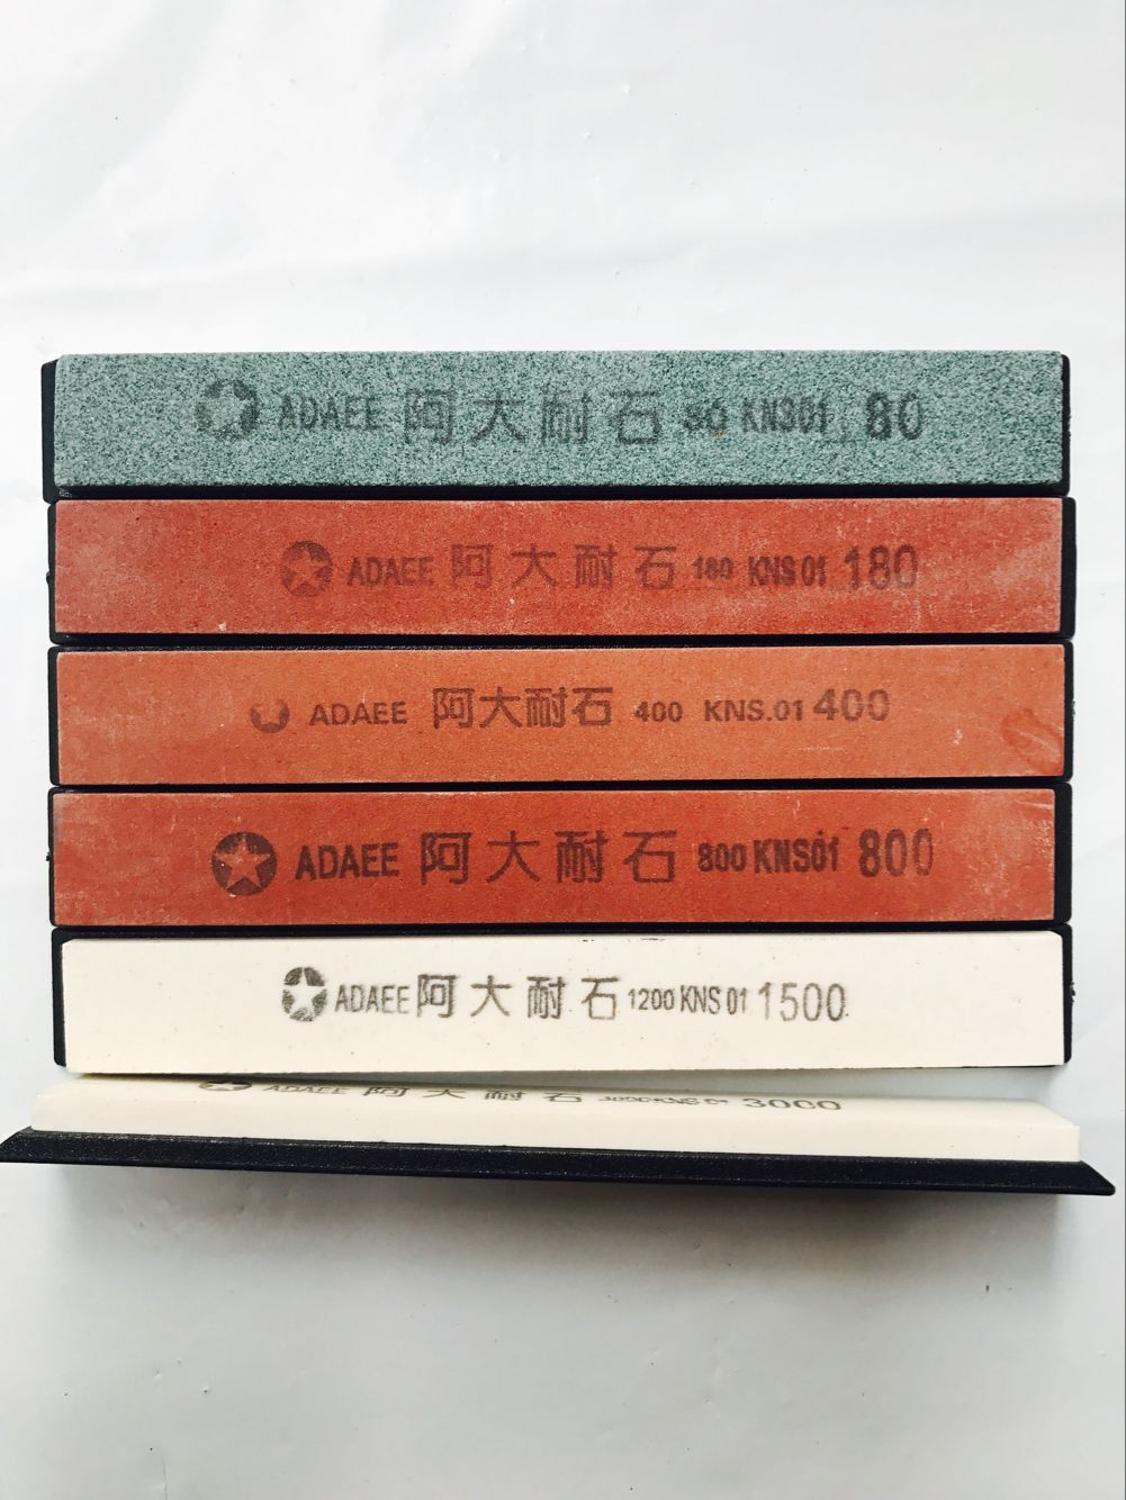 ADAEE 阿大耐石 80 KNS01 80
ADAEE 阿大耐石 180 KNS 01 180
ADAEE 阿大耐石 400 KNS.01 400
ADAEE 阿大耐石 800 KNS01 800
ADAEE 阿大耐石 1200 KNS 01 1500
ADAEE 阿大耐石 3000